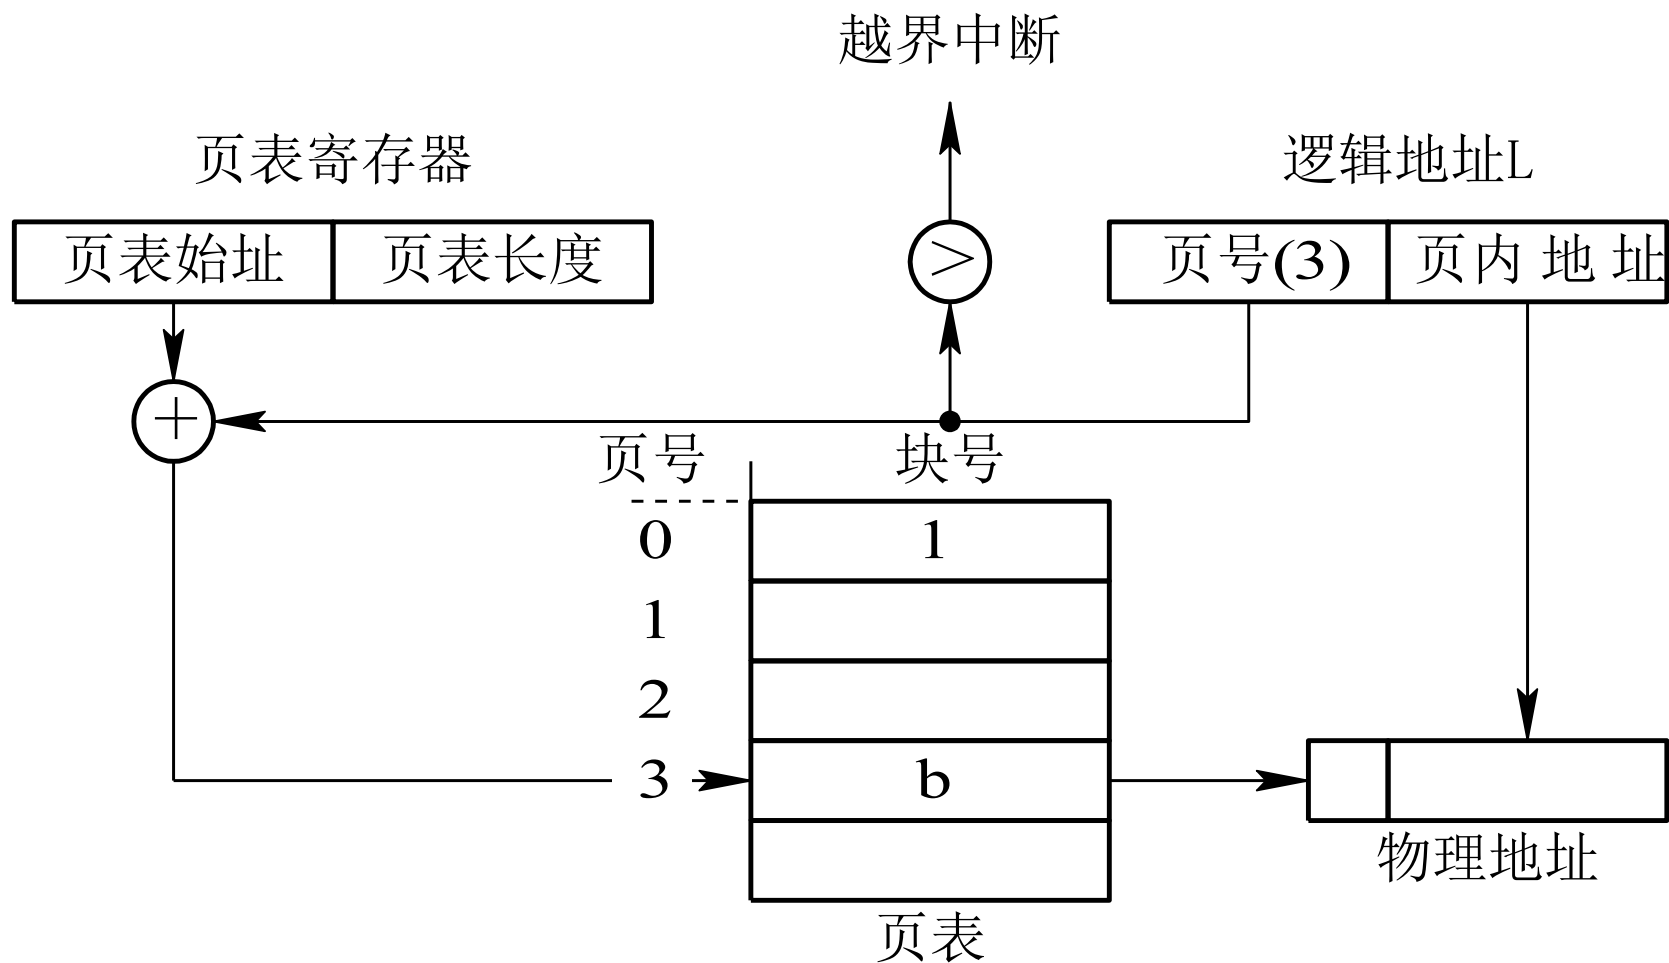 越界中断
页表寄存器
逻辑地址L
页表始址 页表长度
>
页号(3) 页内地址
+
页号 块号
0 1
1
2
3 b
物理地址
页表